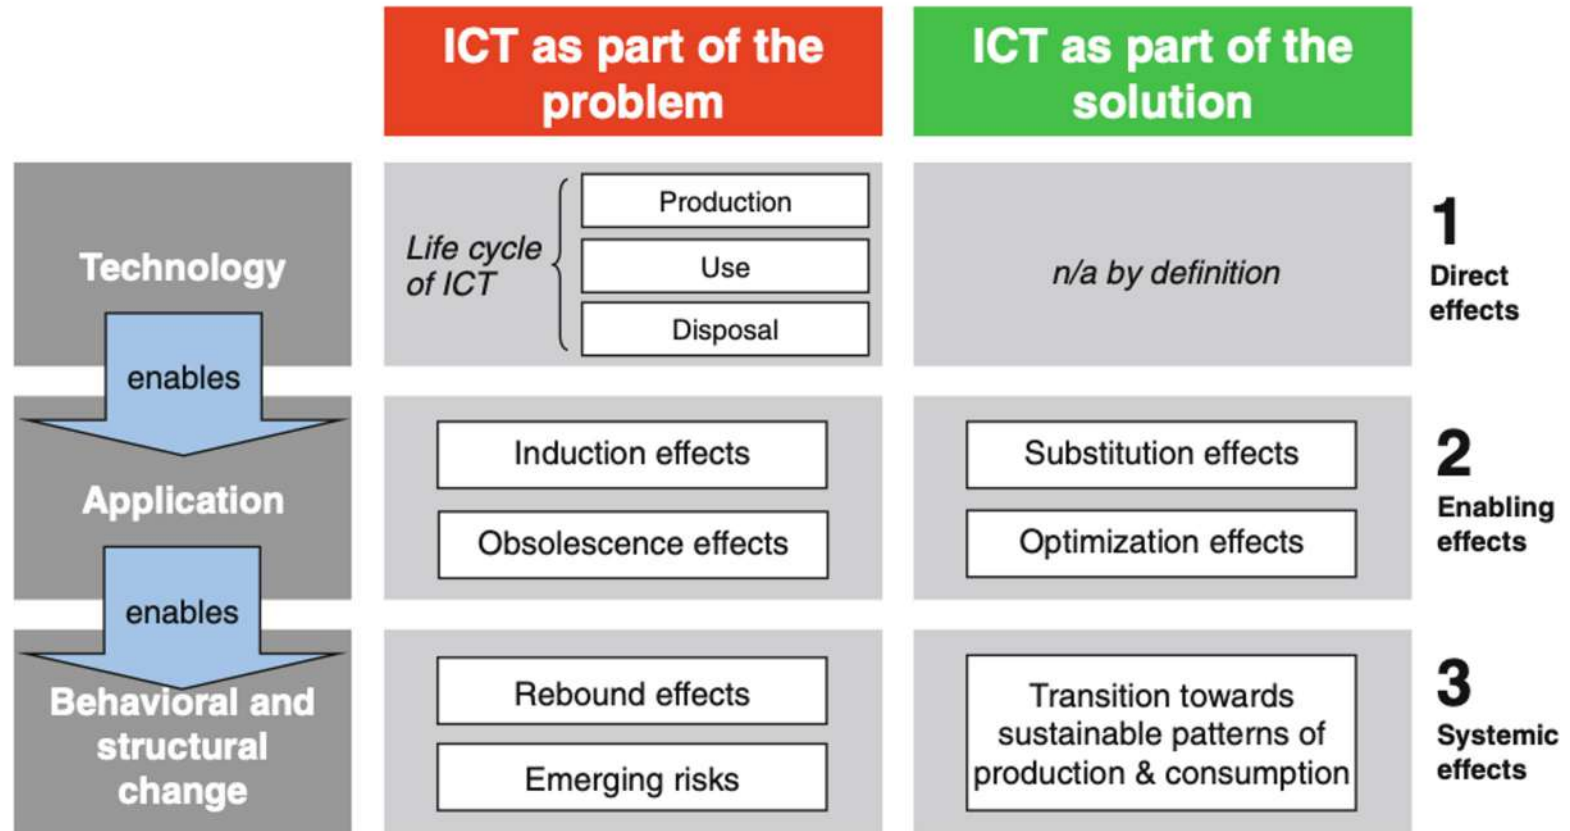 ICT as part of the
problem
ICT as part of the
solution
Technology
Life cycle
of ICT
Production
Use
Disposal
n/a by definition
1
Direct
effects
enables
Application
Induction effects
Obsolescence effects
Substitution effects
Optimization effects
2
Enabling
effects
enables
Behavioral and
structural
change
Rebound effects
Emerging risks
Transition towards
sustainable patterns of
production & consumption
3
Systemic
effects